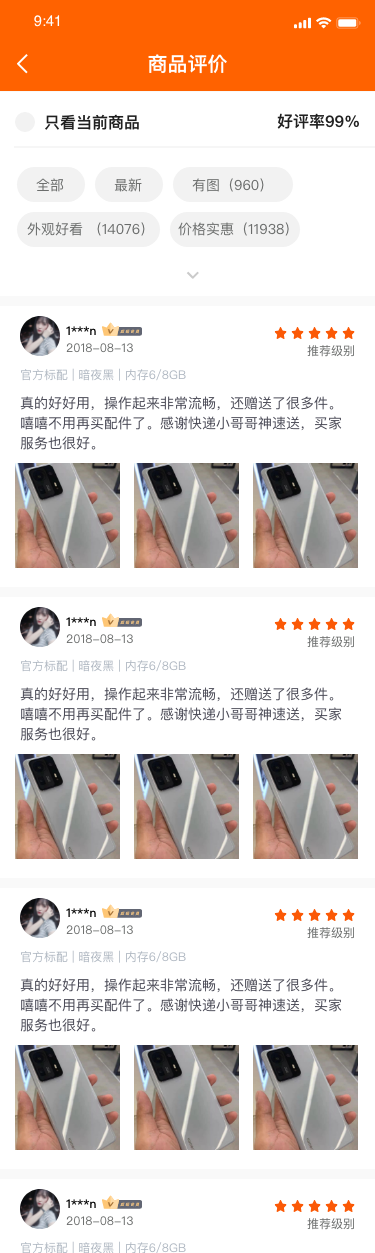 9:41
商品评价
只看当前商品 好评率99%
全部 最新 有图（960）
外观好看 （14076） 价格实惠（11938）
1***n
2018-08-13 推荐级别
官方标配 | 暗夜黑 | 内存6/8GB
真的好好用，操作起来非常流畅，还赠送了很多件。
嘻嘻不用再买配件了。感谢快递小哥哥神速送，买家
服务也很好。
1***n
2018-08-13 推荐级别
官方标配 | 暗夜黑 | 内存6/8GB
真的好好用，操作起来非常流畅，还赠送了很多件。
嘻嘻不用再买配件了。感谢快递小哥哥神速送，买家
服务也很好。
1***n
2018-08-13 推荐级别
官方标配 | 暗夜黑 | 内存6/8GB
真的好好用，操作起来非常流畅，还赠送了很多件。
嘻嘻不用再买配件了。感谢快递小哥哥神速送，买家
服务也很好。
1***n
2018-08-13 推荐级别
官方标配 | 暗夜黑 | 内存6/8GB